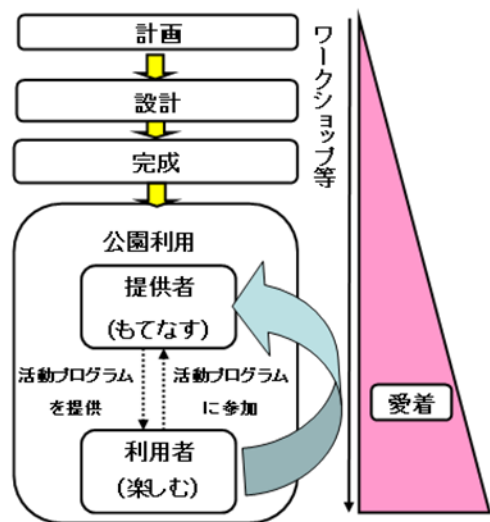 計画
設計
完成
公園利用
提供者
(もてなす)
活動プログラム
を提供
活動プログラム
に参加
利用者
(楽しむ)
ワークショップ等
愛着